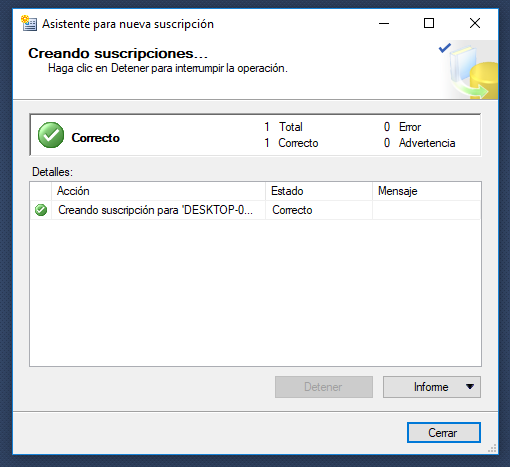 Asistente para nueva suscripción
Creando suscripciones...
Haga clic en Detener para interrumpir la operación.
Correcto
1 Total 0 Error
1 Correcto 0 Advertencia
Detalles:
Acción Estado Mensaje
Creando suscripción para 'DESKTOP-0... Correcto
Detener Informe
Cerrar